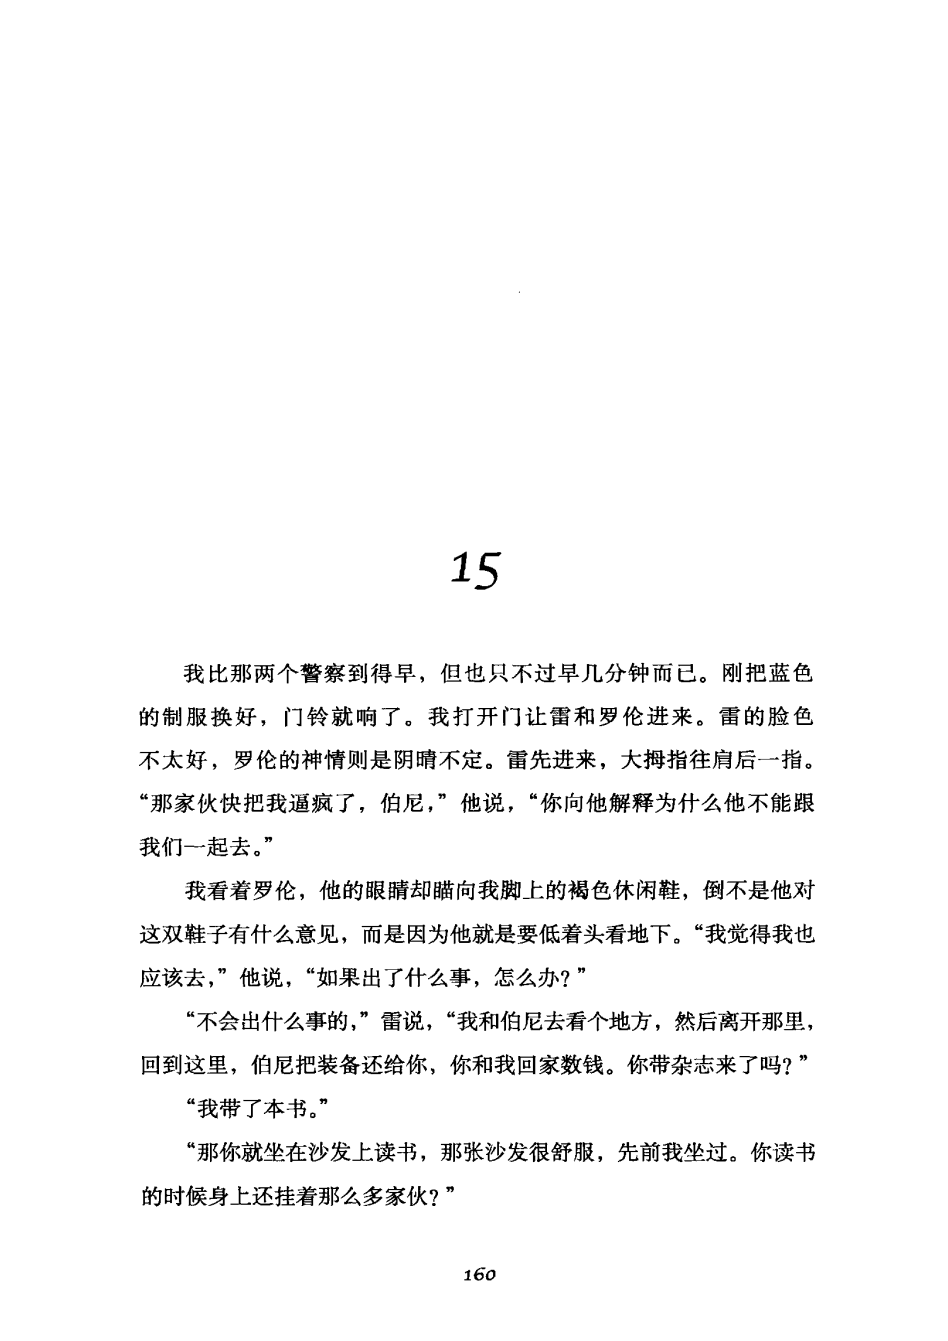 15
我比那两个警察到得早，但也只不过早几分钟而已。刚把蓝色
的制服换好，门铃就响了。我打开门让雷和罗伦进来。雷的脸色
不太好，罗伦的神情则是阴晴不定。雷先进来，大拇指往肩后一指。
“那家伙快把我逼疯了，伯尼，”他说，“你向他解释为什么他不能跟
我们一起去。”
我看着罗伦，他的眼睛却瞄向我脚上的褐色休闲鞋，倒不是他对
这双鞋子有什么意见，而是因为他就是要低着头看地下。“我觉得我也
应该去，”他说，“如果出了什么事，怎么办？”
“不会出什么事的，”雷说，“我和伯尼去看个地方，然后离开那里，
回到这里，伯尼把装备还给你，你和我回家数钱。你带杂志来了吗？”
“我带了本书。”
“那你就坐在沙发上读书，那张沙发很舒服，先前我坐过。你读书
的时候身上还挂着那么多家伙？”
160